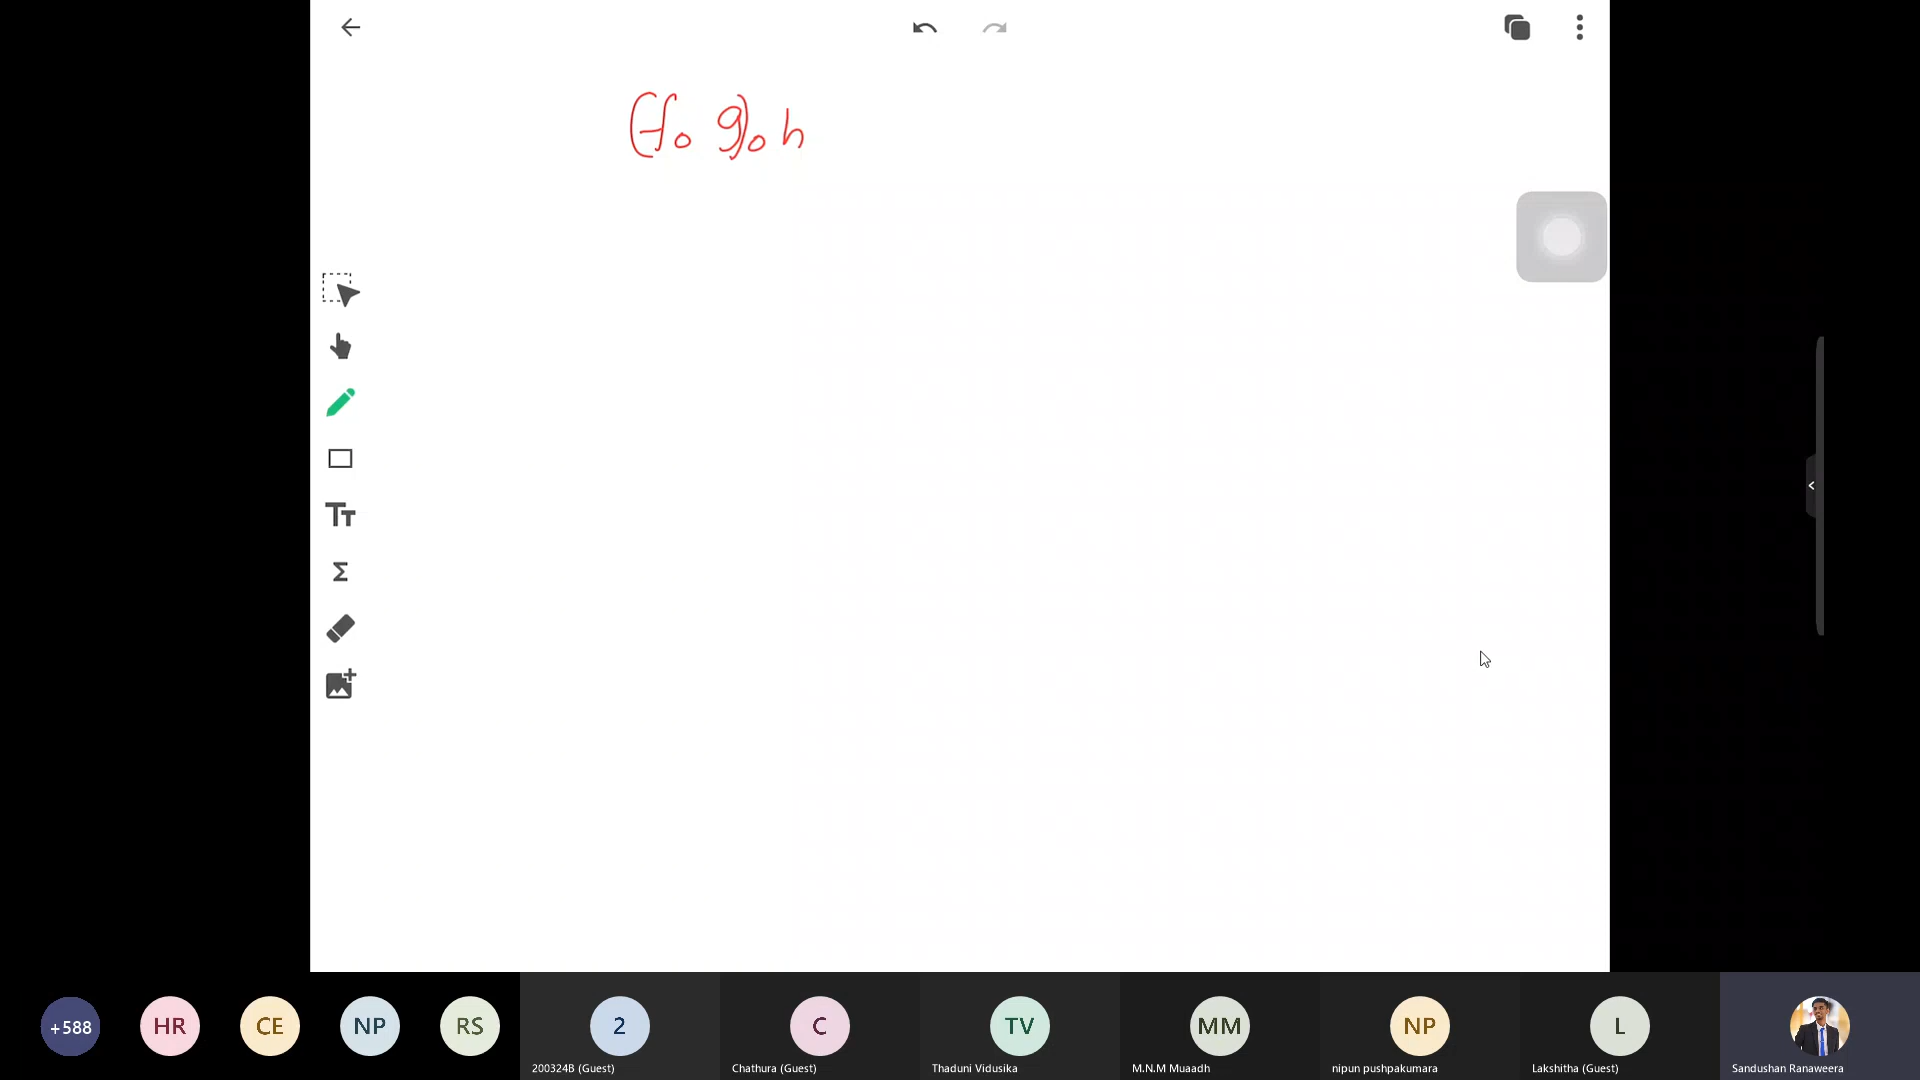 (f∘ g)∘ h
Tт
Σ
+588
HR
CE
NP
RS
2
C
TV
MM
NP
L
200324B (Guest)
Chathura (Guest)
Thaduni Vidusika
M.N.M Muaadh
nipun pushpakumara
Lakshitha (Guest)
Sandushan Ranaweera